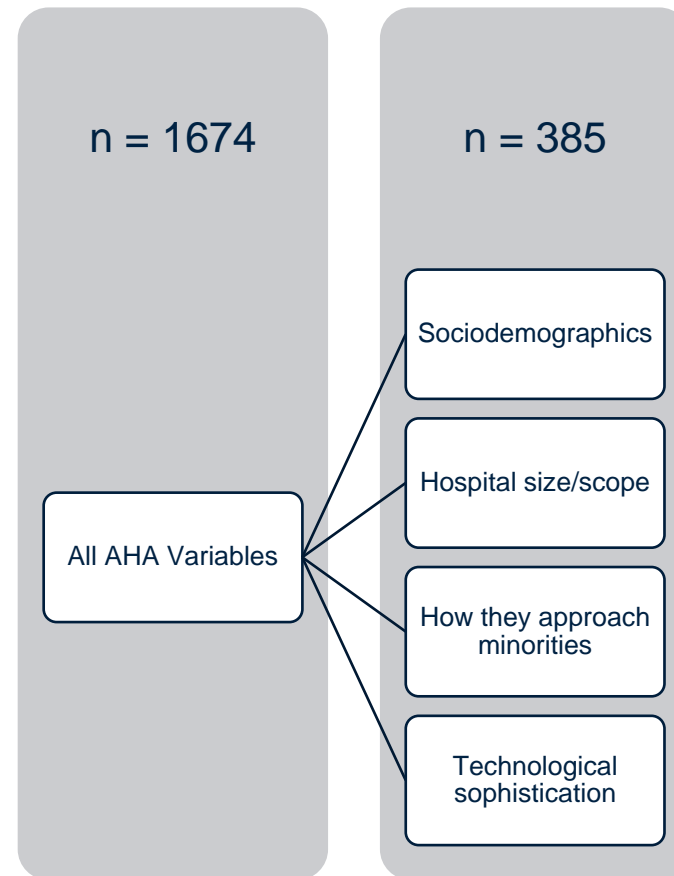 n = 1674
n = 385
All AHA Variables
Sociodemographics
Hospital size/scope
How they approach
minorities
Technological
sophistication